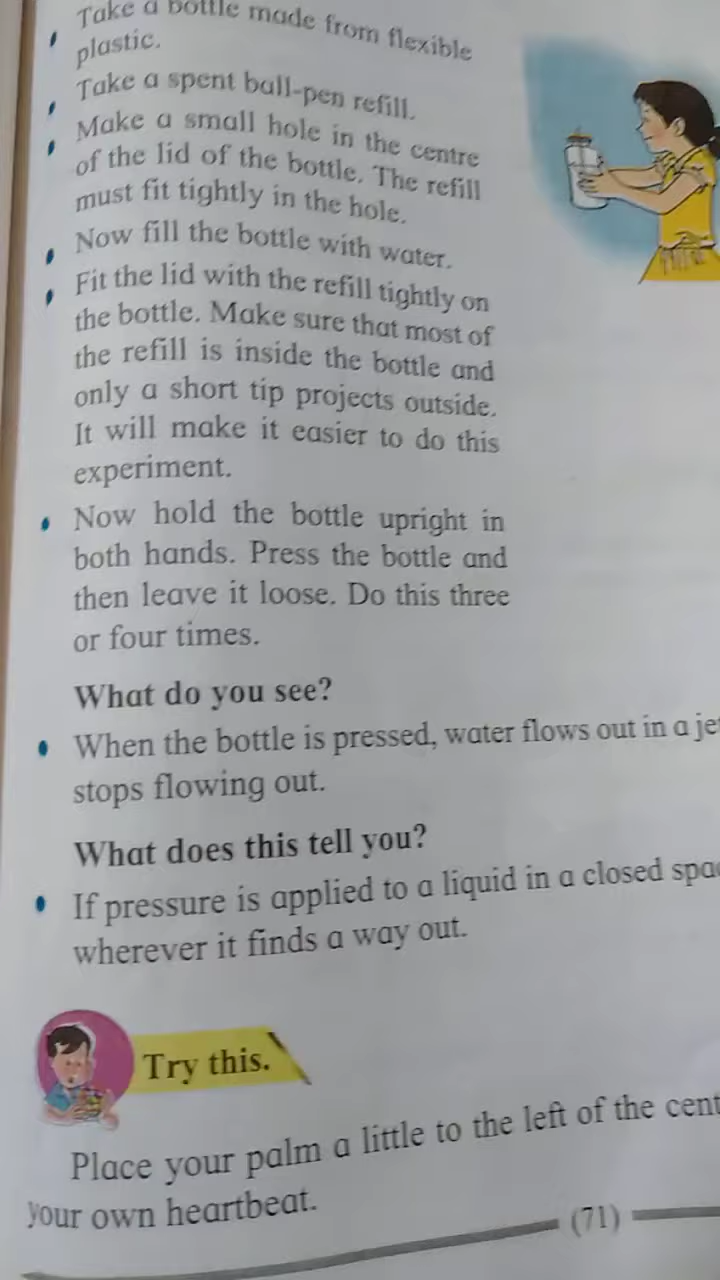 Take a bottle made from flexible
plastic.
Take a spent ball-pen refill.
Make a small hole in the centre
of the lid of the bottle. The refill
must fit tightly in the hole.
Now fill the bottle with water.
Fit the lid with the refill tightly on
the bottle. Make sure that most of
the refill is inside the bottle and
only a short tip projects outside.
It will make it easier to do this
experiment.
Now hold the bottle upright in
both hands. Press the bottle and
then leave it loose. Do this three
or four times.
What do you see?
When the bottle is pressed, water flows out in a
stops flowing out.
What does this tell you?
If pressure is applied to a liquid in a closed
wherever it finds a way out.
Try this.
Place your palm a little to the left of the
your own heartbeat.
(71)